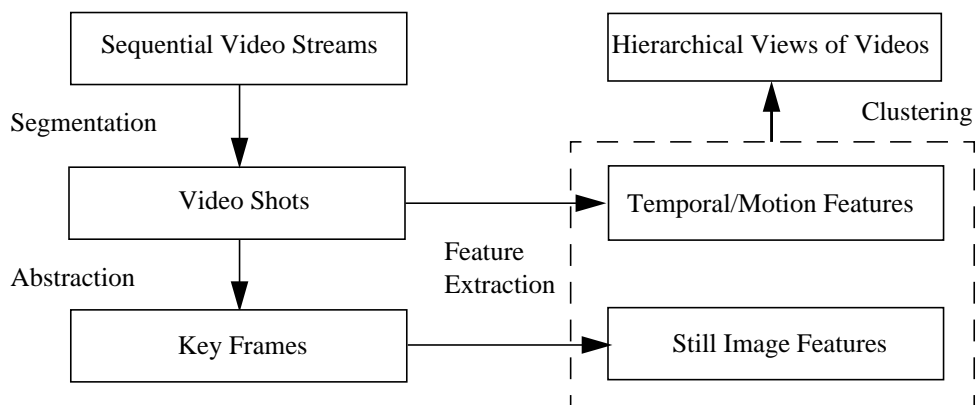 Sequential Video Streams
Hierarchical Views of Videos
Segmentation
Clustering
Video Shots
Temporal/Motion Features
Abstraction
Feature
Extraction
Key Frames
Still Image Features